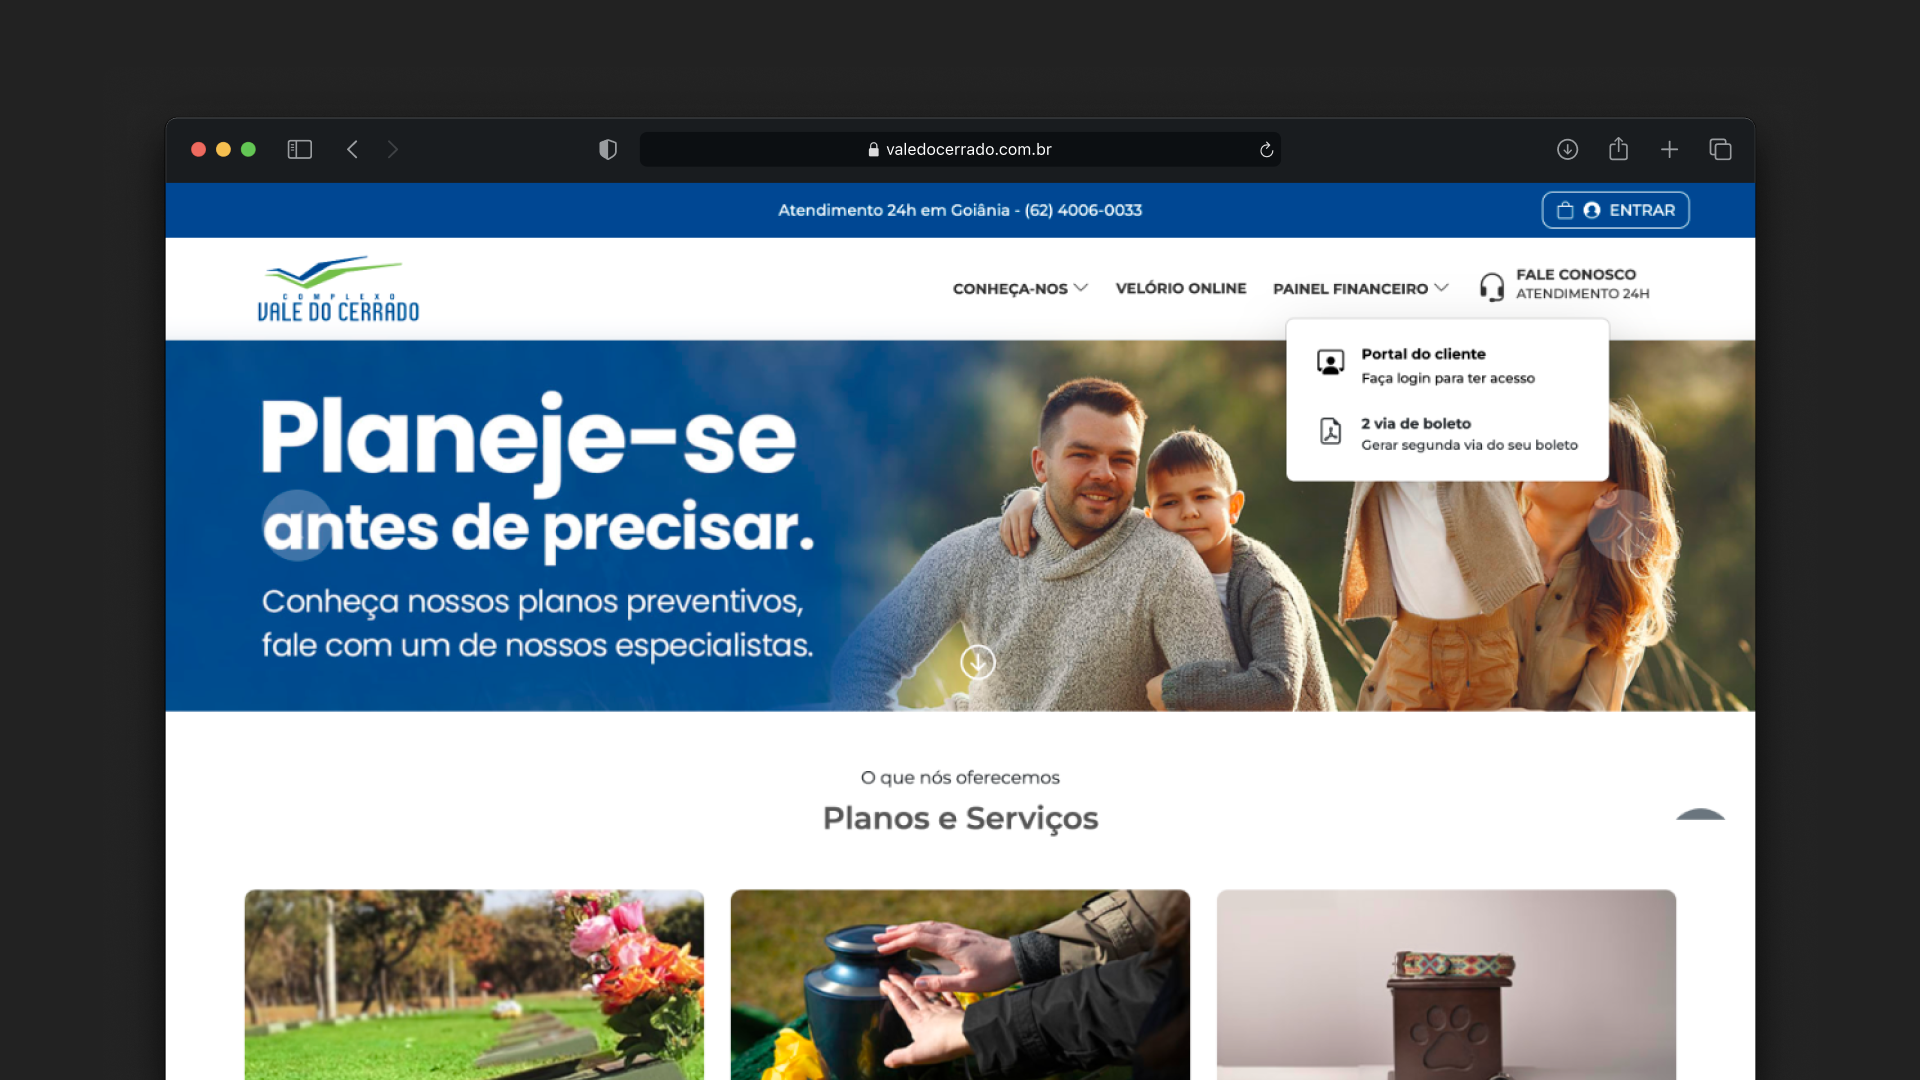 valedocerrado.com.br
Atendimento 24h em Goiânia - (62) 4006-0033
ENTRAR
COMPLEXO
VALE DO CERRADO
CONHEÇA-NOS
VELÓRIO ONLINE
PAINEL FINANCEIRO
FALE CONOSCO
ATENDIMENTO 24H
Portal do cliente
Faça login para ter acesso
2 via de boleto
Gerar segunda via do seu boleto
Planeje-se
antes de precisar.
Conheça nossos planos preventivos,
fale com um de nossos especialistas.
O que nós oferecemos
Planos e Serviços